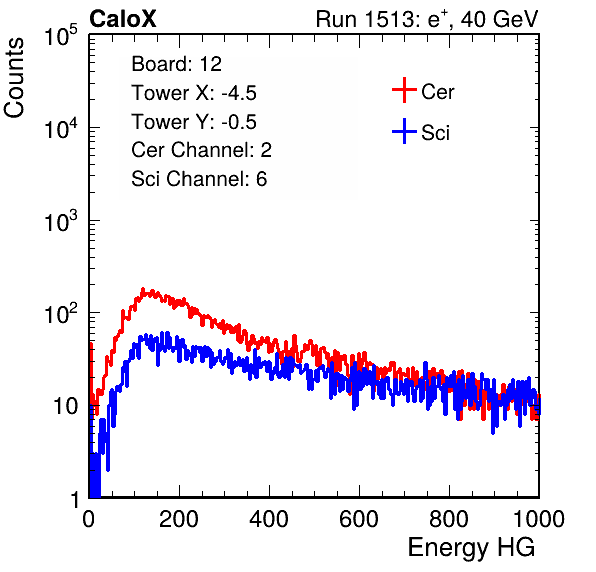 CaloX Run 1513: e⁺, 40 GeV
Counts
10⁵
10⁴
10³
10²
10
1
Board: 12
Tower X: -4.5
Tower Y: -0.5
Cer Channel: 2
Sci Channel: 6
Cer
Sci
0 200 400 600 800 1000
Energy HG